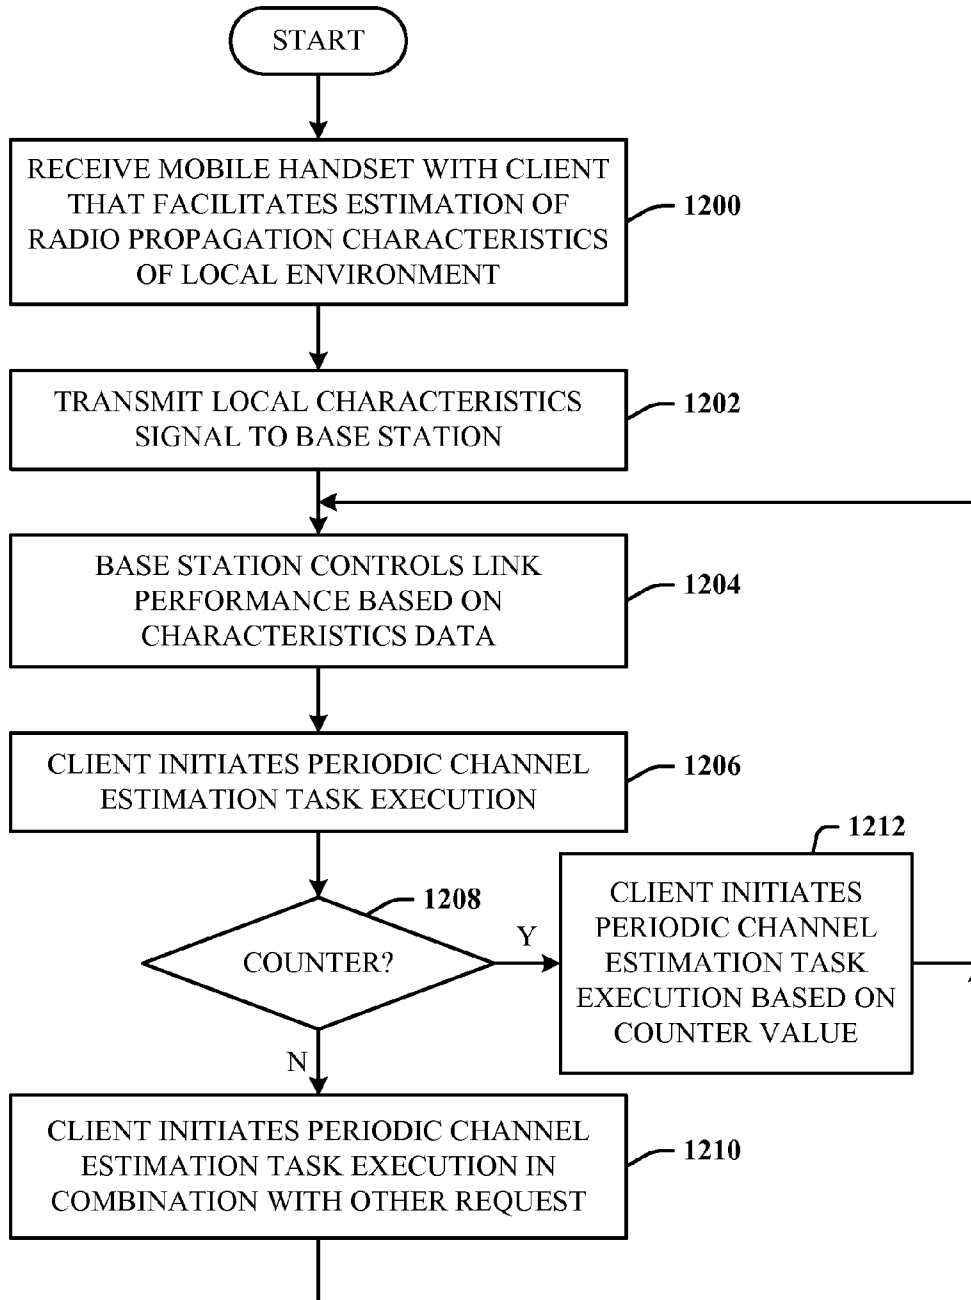 START
RECEIVE MOBILE HANDSET WITH CLIENT
THAT FACILITATES ESTIMATION OF
RADIO PROPAGATION CHARACTERISTICS
OF LOCAL ENVIRONMENT
1200
TRANSMIT LOCAL CHARACTERISTICS
SIGNAL TO BASE STATION
1202
BASE STATION CONTROLS LINK
PERFORMANCE BASED ON
CHARACTERISTICS DATA
1204
CLIENT INITIATES PERIODIC CHANNEL
ESTIMATION TASK EXECUTION
1206
COUNTER?
1208
Y
CLIENT INITIATES
PERIODIC CHANNEL
ESTIMATION TASK
EXECUTION BASED ON
COUNTER VALUE
1212
N
CLIENT INITIATES PERIODIC CHANNEL
ESTIMATION TASK EXECUTION IN
COMBINATION WITH OTHER REQUEST
1210